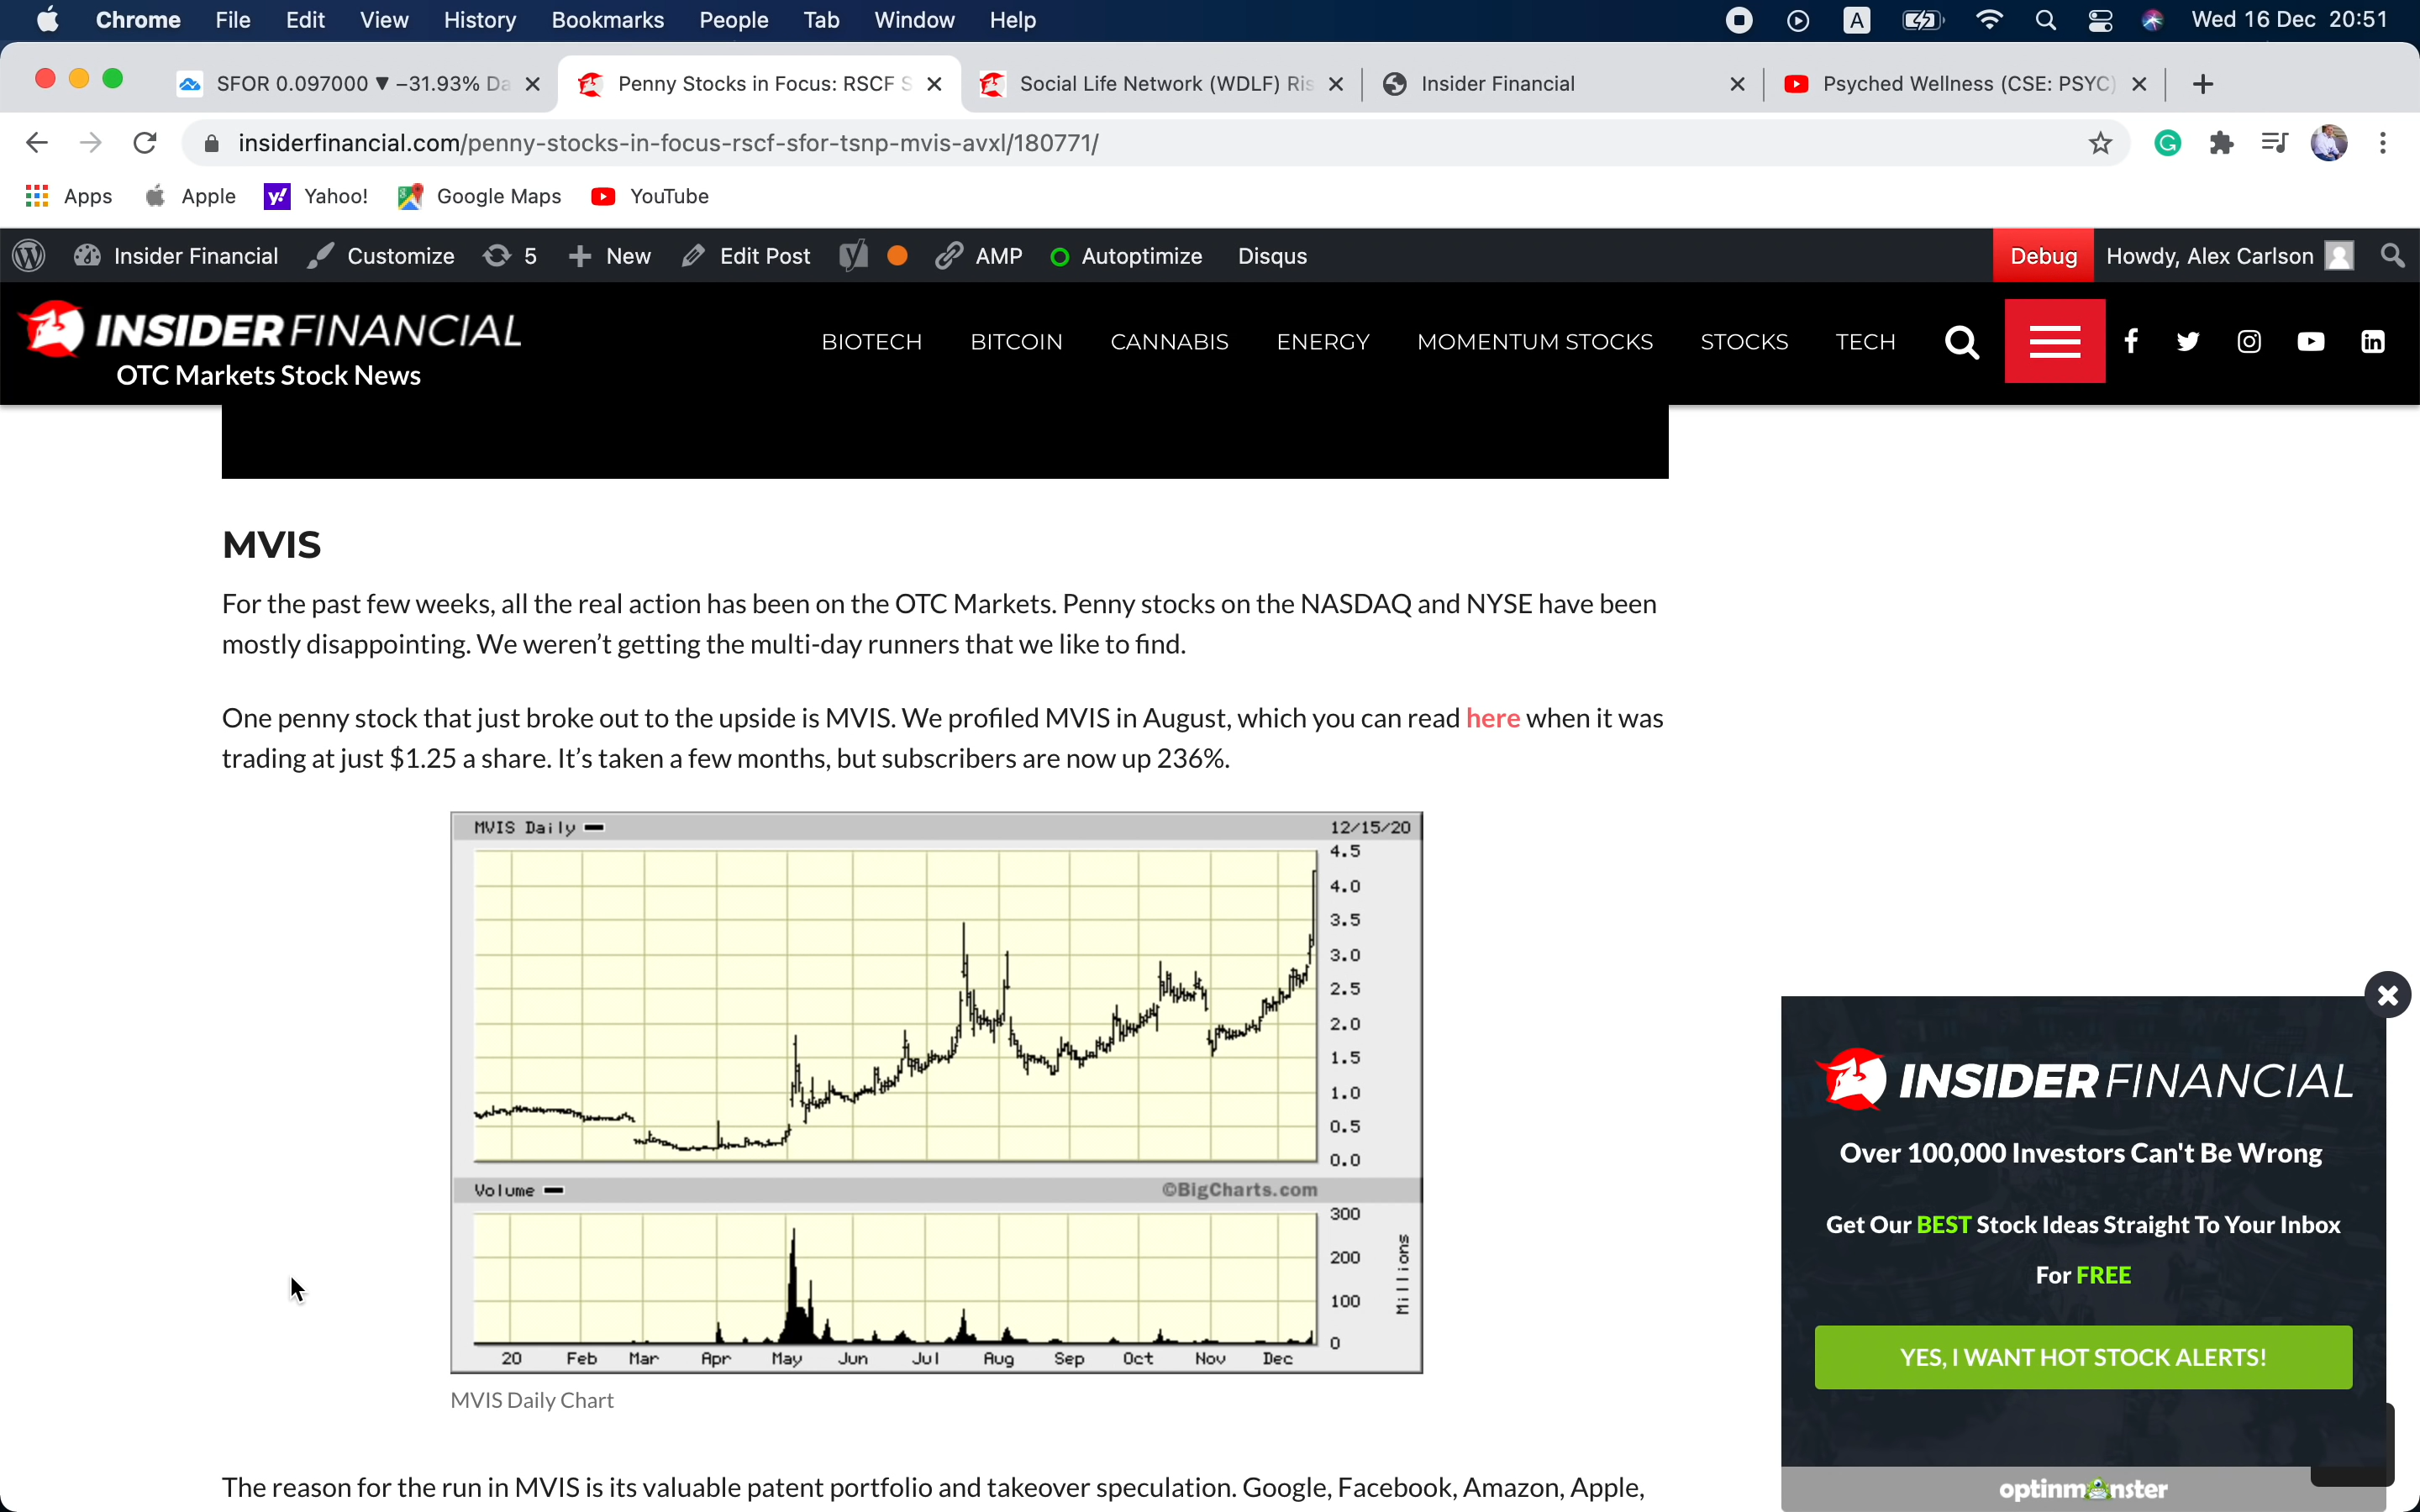 Chrome File Edit View History Bookmarks People Tab Window Help A Wed 16 Dec 20:51
SFOR 0.097000 ▼ −31.93% Da Penny Stocks in Focus: RSCF S Social Life Network (WDLF) Ris Insider Financial Psyched Wellness (CSE: PSYC)
insiderfinancial.com/penny-stocks-in-focus-rscf-sfor-tsnp-mvis-avxl/180771/
Apps Apple Yahoo! Google Maps YouTube
Insider Financial Customize 5 New Edit Post AMP Autoptimize Disqus Debug Howdy, Alex Carlson
INSIDER FINANCIAL
OTC Markets Stock News
BIOTECH BITCOIN CANNABIS ENERGY MOMENTUM STOCKS STOCKS TECH
MVIS
For the past few weeks, all the real action has been on the OTC Markets. Penny stocks on the NASDAQ and NYSE have been
mostly disappointing. We weren’t getting the multi-day runners that we like to find.
One penny stock that just broke out to the upside is MVIS. We profiled MVIS in August, which you can read here when it was
trading at just $1.25 a share. It’s taken a few months, but subscribers are now up 236%.
MVIS Daily 12/15/20
4.5
4.0
3.5
3.0
2.5
2.0
1.5
1.0
0.5
0.0
Volume ©BigCharts.com
300
200
100
0
Millions
20 Feb Mar Apr May Jun Jul Aug Sep Oct Nov Dec
MVIS Daily Chart
The reason for the run in MVIS is its valuable patent portfolio and takeover speculation. Google, Facebook, Amazon, Apple,
INSIDER FINANCIAL
Over 100,000 Investors Can't Be Wrong
Get Our BEST Stock Ideas Straight To Your Inbox
For FREE
YES, I WANT HOT STOCK ALERTS!
optinmonster